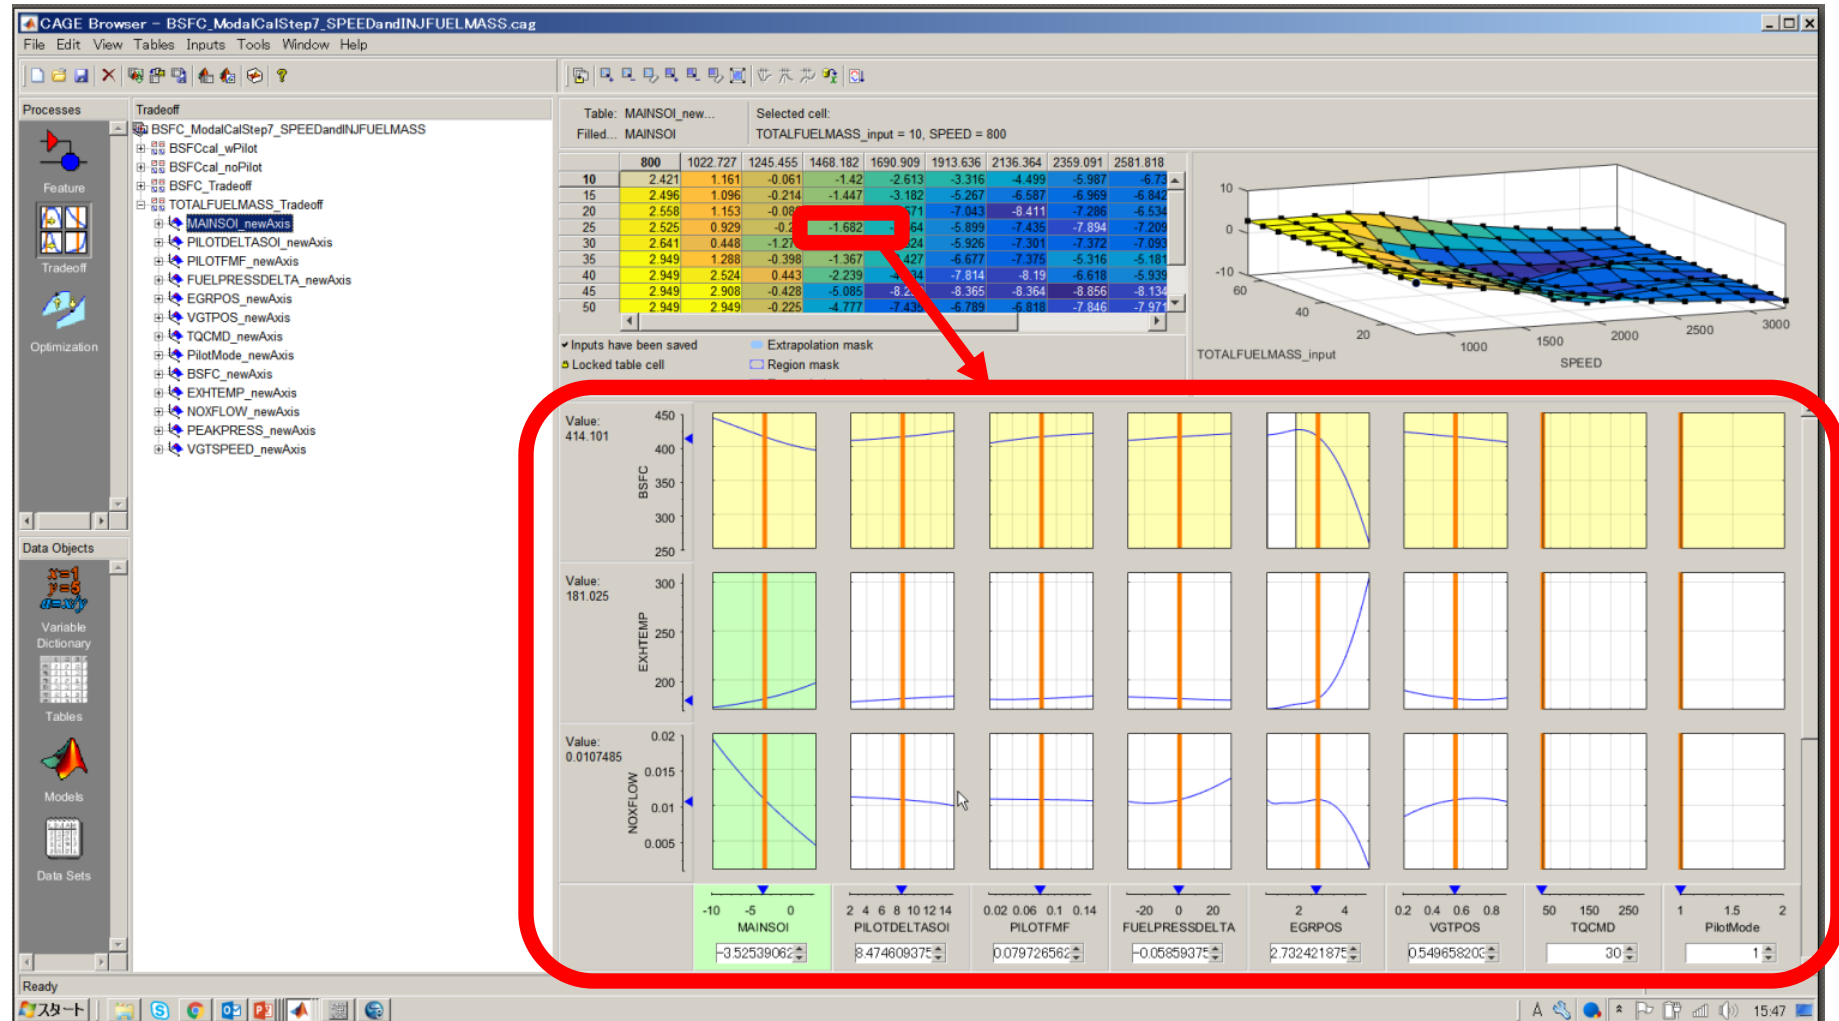 CAGE Browser - BSFC_ModalCalStep7_SPEEDandINJFUELMASS.cag
File Edit View Tables Inputs Tools Window Help
Processes
Feature
Tradeoff
Optimization
Tradeoff
BSFC_ModalCalStep7_SPEEDandINJFUELMASS
BSFCcal_wPilot
BSFCcal_noPilot
BSFC_Tradeoff
TOTALFUELMASS_Tradeoff
MAINSOI_newAxis
PILOTDELTASOI_newAxis
PILOTFMF_newAxis
FUELPRESSDELTA_newAxis
EGRPOS_newAxis
VGTPOS_newAxis
TQCMD_newAxis
PilotMode_newAxis
BSFC_newAxis
EXHTEMP_newAxis
NOXFLOW_newAxis
PEAKPRESS_newAxis
VGTSPEED_newAxis
Data Objects
x=1
y=5
a=x/y
Variable
Dictionary
Tables
Models
Data Sets
Table: MAINSOI_new... Selected cell:
Filled... MAINSOI TOTALFUELMASS_input = 10, SPEED = 800
800 1022.727 1245.455 1468.182 1690.909 1913.636 2136.364 2359.091 2581.818
10 2.421 1.161 -0.061 -1.42 -2.613 -3.316 -4.499 -5.987 -6.73
15 2.496 1.096 -0.214 -1.447 -3.182 -5.267 -6.587 -6.969 -6.842
20 2.558 1.153 -7.043 -8.411 -7.286 -6.534
25 2.525 0.929 -1.682 -5.899 -7.435 -7.894 -7.209
30 2.641 0.448 -5.926 -7.301 -7.372 -7.093
35 2.949 1.288 -0.398 -1.367 -6.677 -7.375 -5.316 -5.181
40 2.949 2.524 0.443 -2.239 -7.814 -8.19 -6.618 -5.939
45 2.949 2.908 -0.428 -5.085 -8.365 -8.364 -8.856 -8.134
50 2.949 2.949 -0.225 -4.777 -7.435 -6.789 -6.818 -7.846 -7.971
Inputs have been saved Extrapolation mask
Locked table cell Region mask
10
0
-10
60
40
20
TOTALFUELMASS_input
1000
1500
2000
2500
3000
SPEED
Value:
414.101
BSFC
450
400
350
300
250
Value:
181.025
EXHTEMP
300
250
200
Value:
0.0107485
NOXFLOW
0.02
0.015
0.01
0.005
-10 -5 0
MAINSOI
-3.52539062
2 4 6 8 10 12 14
PILOTDELTASOI
8.474609375
0.02 0.06 0.1 0.14
PILOTFMF
0.079726562
-20 0 20
FUELPRESSDELTA
-0.05859375
2 4
EGRPOS
2.732421875
0.2 0.4 0.6 0.8
VGTPOS
0.549658203
50 150 250
TQCMD
30
1 1.5 2
PilotMode
1
Ready
スタート
A
15:47